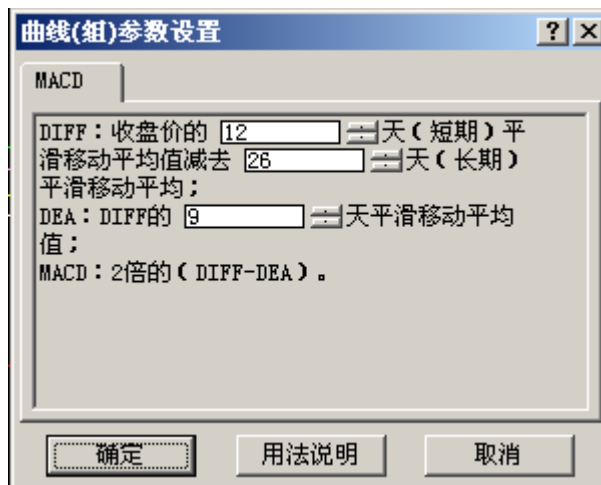 曲线(组)参数设置
MACD
DIFF：收盘价的 12 天(短期)平
滑移动平均值减去 26 天(长期)
平滑移动平均；
DEA：DIFF的 9 天平滑移动平均
值；
MACD：2倍的(DIFF-DEA)。
确定 用法说明 取消